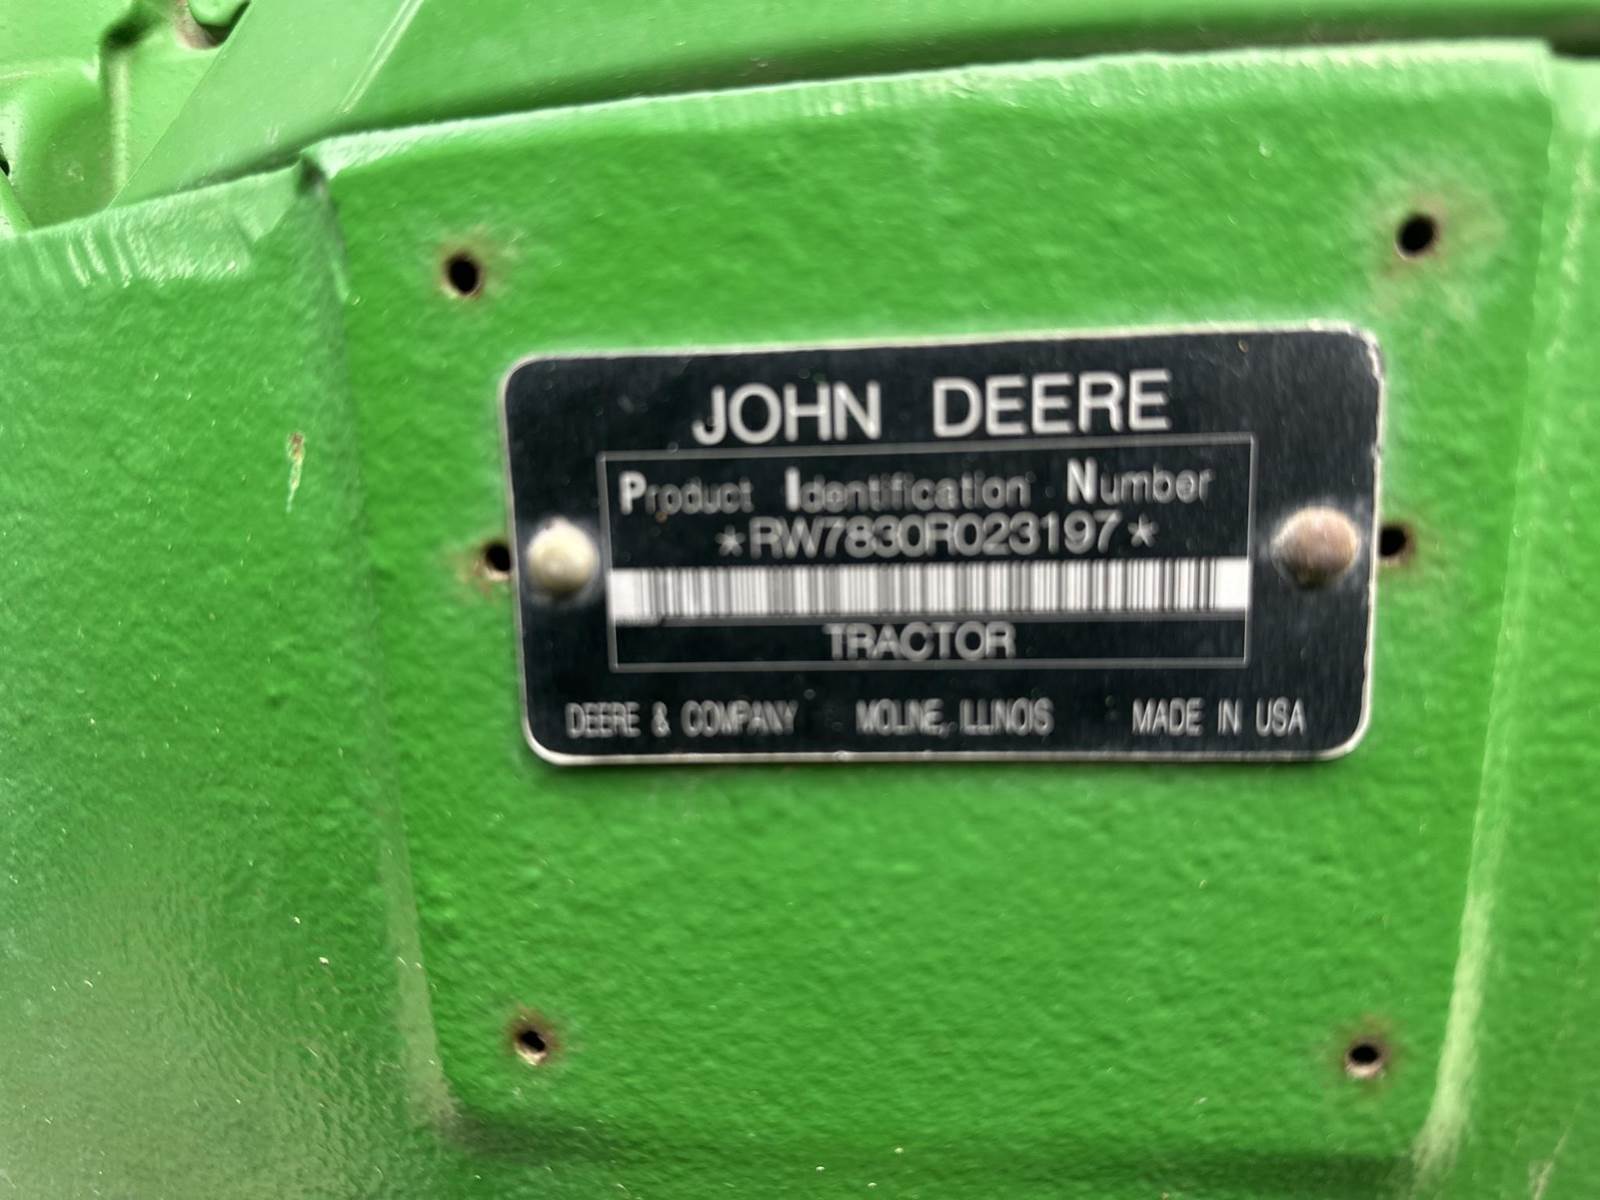 JOHN DEERE
Product Identification Number
*RW7830R023197*
TRACTOR
DEERE & COMPANY MOLINE, ILLINOIS MADE IN USA